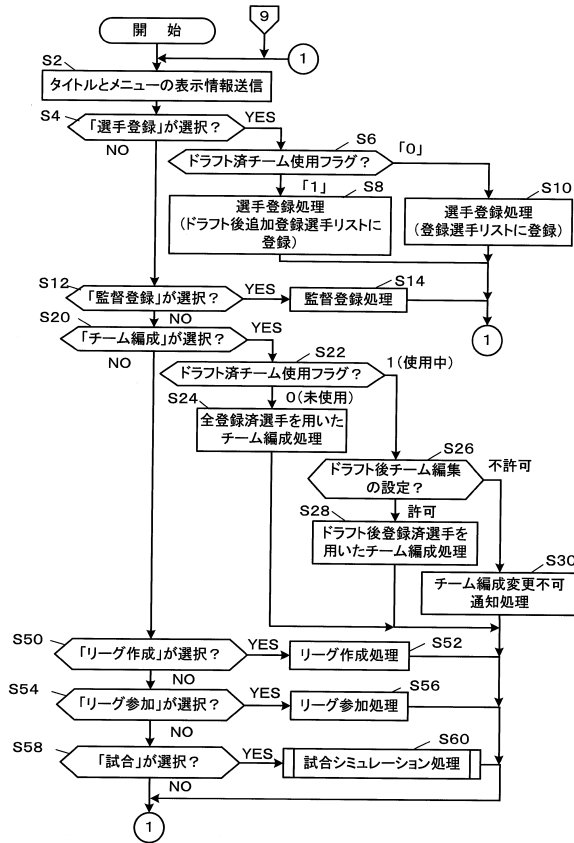 9
開 始
1
S2
タイトルとメニューの表示情報送信
S4
「選手登録」が選択？
YES
NO
S6
ドラフト済チーム使用フラグ？
「0」
「1」
S8
選手登録処理
(ドラフト後追加登録選手リストに
登録)
S10
選手登録処理
(登録選手リストに登録)
S12
「監督登録」が選択？
YES
S14
監督登録処理
NO
1
S20
「チーム編成」が選択？
YES
NO
S22
ドラフト済チーム使用フラグ？
1(使用中)
0(未使用)
S24
全登録済選手を用いた
チーム編成処理
S26
ドラフト後チーム編集
の設定？
不許可
許可
S28
ドラフト後登録済選手を
用いたチーム編成処理
S30
チーム編成変更不可
通知処理
S50
「リーグ作成」が選択？
YES
S52
リーグ作成処理
NO
S54
「リーグ参加」が選択？
YES
S56
リーグ参加処理
NO
S58
「試合」が選択？
YES
S60
試合シミュレーション処理
NO
1